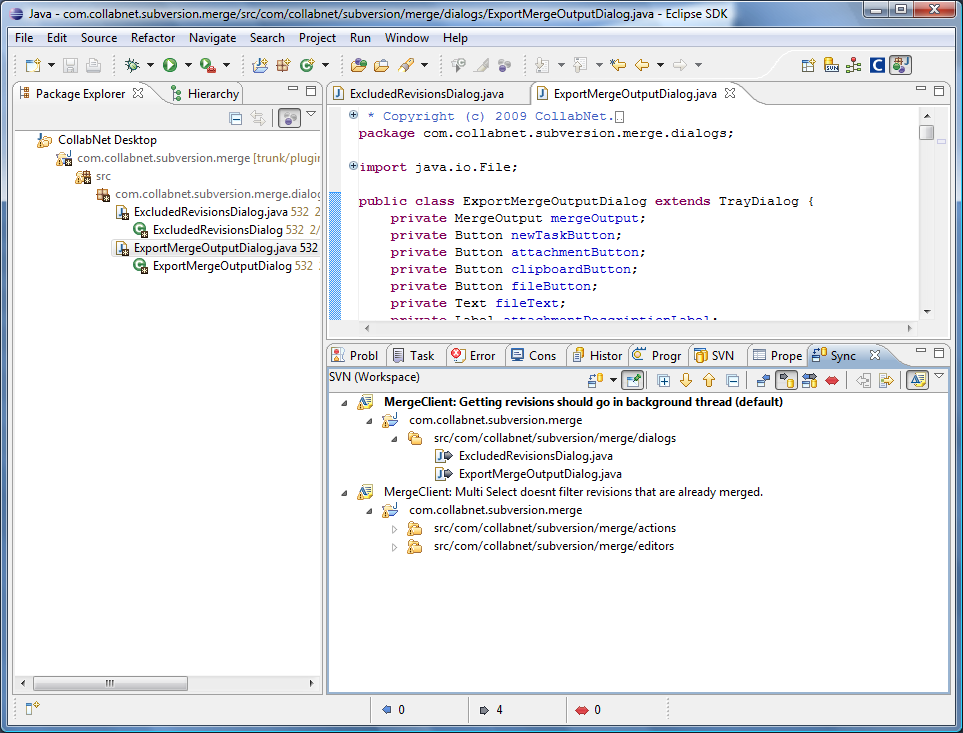 Java - com.collabnet.subversion.merge/src/com/collabnet/subversion/merge/dialogs/ExportMergeOutputDialog.java - Eclipse SDK
File Edit Source Refactor Navigate Search Project Run Window Help
Package Explorer Hierarchy
CollabNet Desktop
com.collabnet.subversion.merge [trunk/plugin
src
com.collabnet.subversion.merge.dialog
ExcludedRevisionsDialog.java 532 2
ExcludedRevisionsDialog 532 2/
ExportMergeOutputDialog.java 532
ExportMergeOutputDialog 532
ExcludedRevisionsDialog.java ExportMergeOutputDialog.java
* Copyright (c) 2009 CollabNet.
package com.collabnet.subversion.merge.dialogs;
import java.io.File;
public class ExportMergeOutputDialog extends TrayDialog {
private MergeOutput mergeOutput;
private Button newTaskButton;
private Button attachmentButton;
private Button clipboardButton;
private Button fileButton;
private Text fileText;
private Label attachmentDescriptionLabel;
Probl Task Error Cons Histor Progr SVN Prope Sync
SVN (Workspace)
MergeClient: Getting revisions should go in background thread (default)
com.collabnet.subversion.merge
src/com/collabnet/subversion/merge/dialogs
ExcludedRevisionsDialog.java
ExportMergeOutputDialog.java
MergeClient: Multi Select doesnt filter revisions that are already merged.
com.collabnet.subversion.merge
src/com/collabnet/subversion/merge/actions
src/com/collabnet/subversion/merge/editors
0 4 0